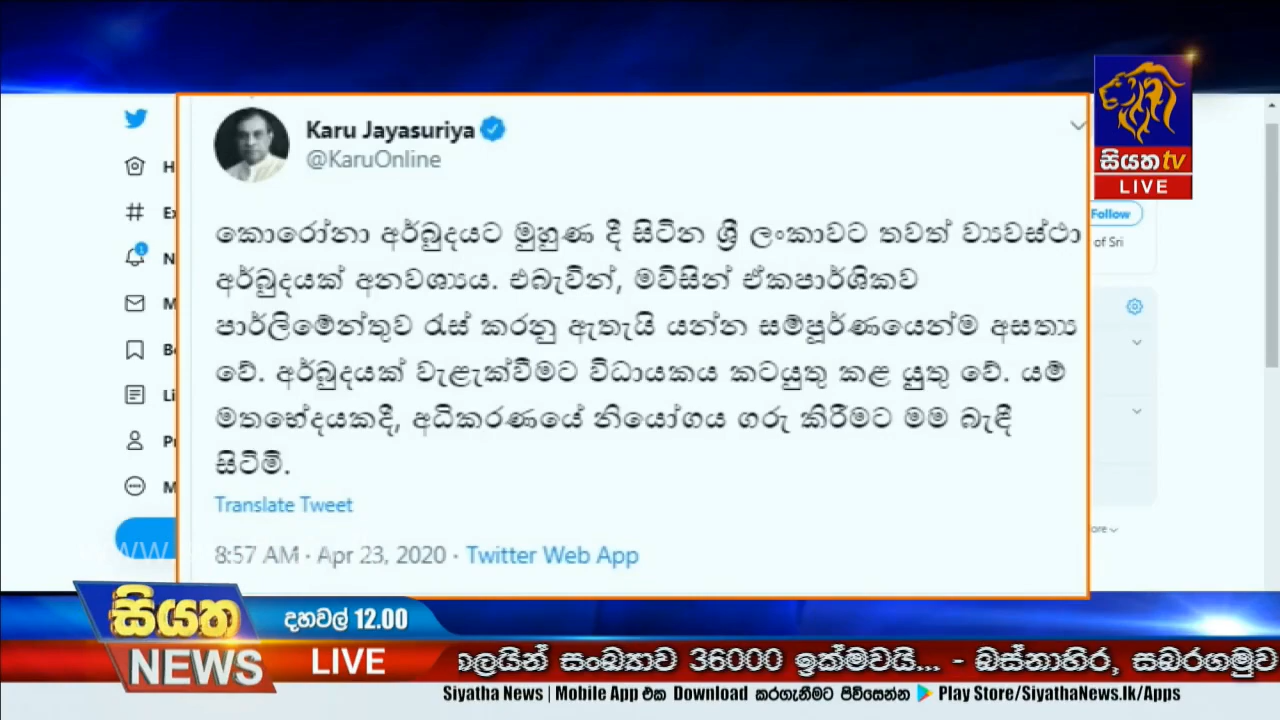 Karu Jayasuriya
@KaruOnline
සියත tv
LIVE
Follow
of Sri
කොරෝනා අර්බුදයට මුහුණ දී සිටින ශ්‍රී ලංකාවට තවත් ව්‍යවස්ථා
අර්බුදයක් අනවශ්‍යය. එබැවින්, මවිසින් ඒකපාර්ශිකව
පාර්ලිමේන්තුව රැස් කරනු ඇතැයි යන්න සම්පූර්ණයෙන්ම අසත්‍ය
වේ. අර්බුදයක් වැළැක්වීමට විධායකය කටයුතු කළ යුතු වේ. යම්
මතභේදයකදී, අධිකරණයේ නියෝගය ගරු කිරීමට මම බැඳී
සිටිමි.
Translate Tweet
8:57 AM · Apr 23, 2020 · Twitter Web App
සියත
NEWS
දහවල් 12.00
LIVE
සංඛ්‍යාව 36000 ඉක්මවයි... - බස්නාහිර, සබරගමුව
Siyatha News | Mobile App එක Download කරගැනීමට පිවිසෙන්න Play Store/SiyathaNews.lk/Apps